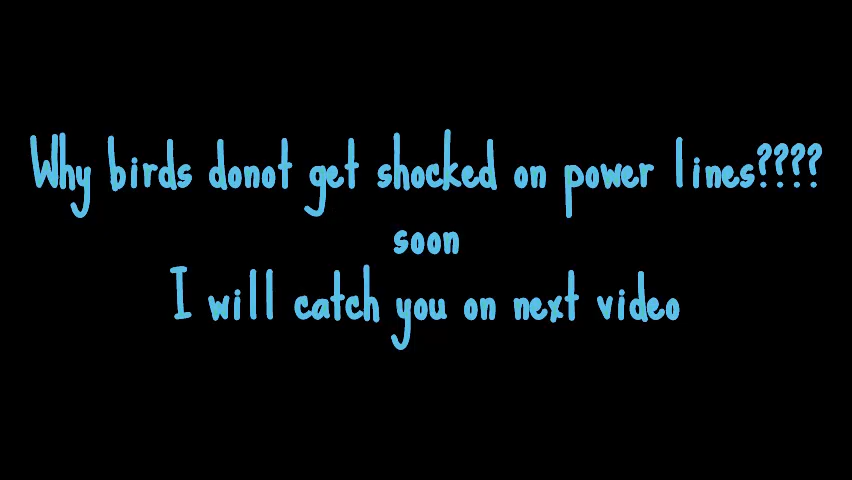 Why birds donot get shocked on power lines????
soon
I will catch you on next video